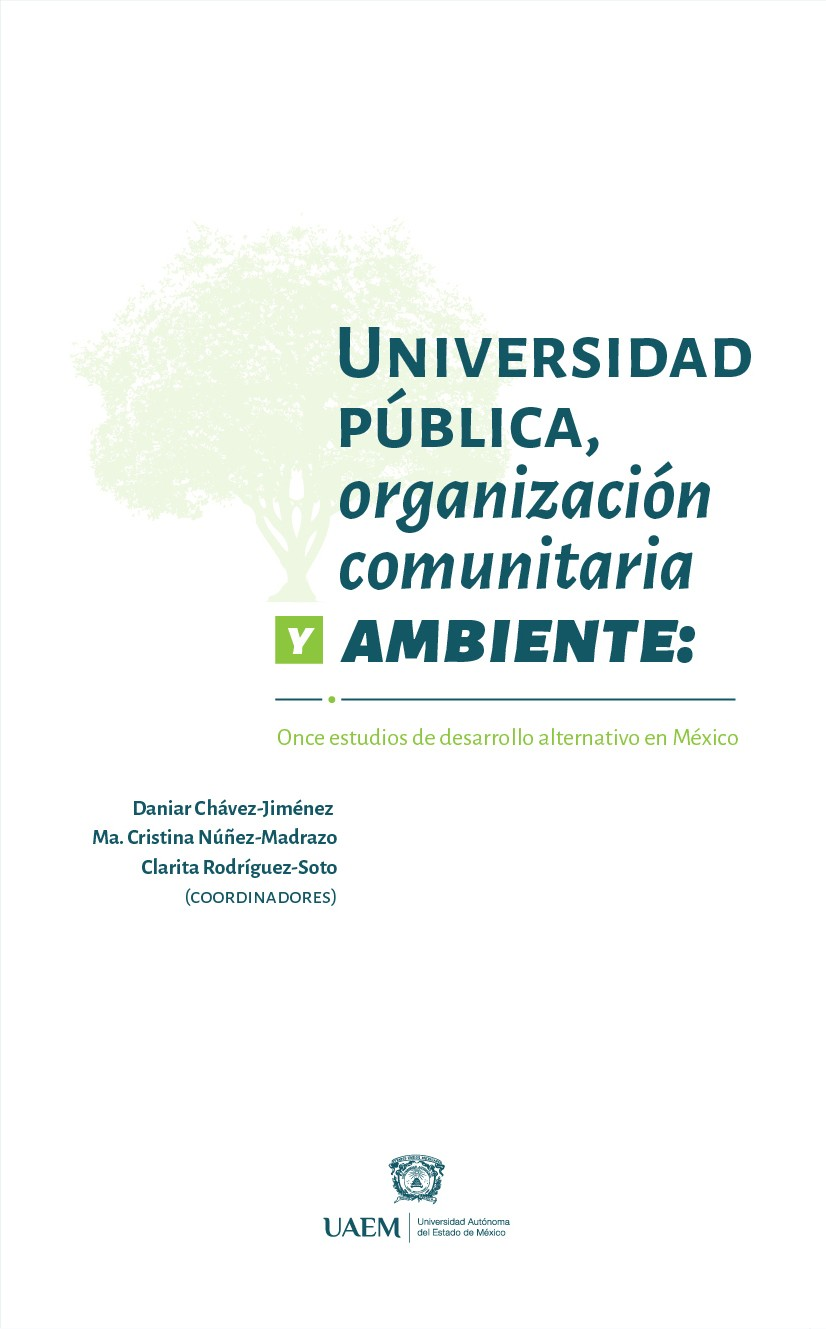 UNIVERSIDAD
PÚBLICA,
organización
comunitaria
Y AMBIENTE:
Once estudios de desarrollo alternativo en México
Daniar Chávez-Jiménez
Ma. Cristina Núñez-Madrazo
Clarita Rodríguez-Soto
(COORDINADORES)
UAEM
Universidad Autónoma
del Estado de México